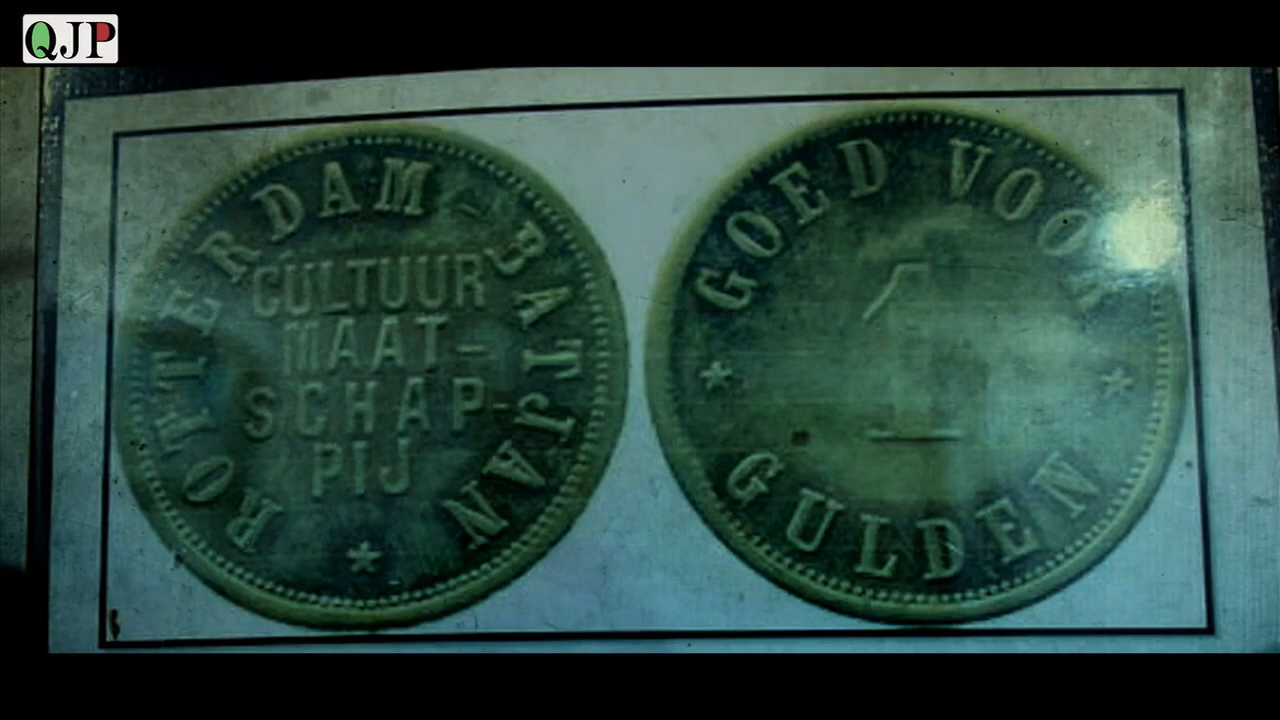 QJP
ROTTERDAM - BATJAN
CULTUUR
MAAT-
SCHAP-
PIJ
GOED VOOR
1
GULDEN